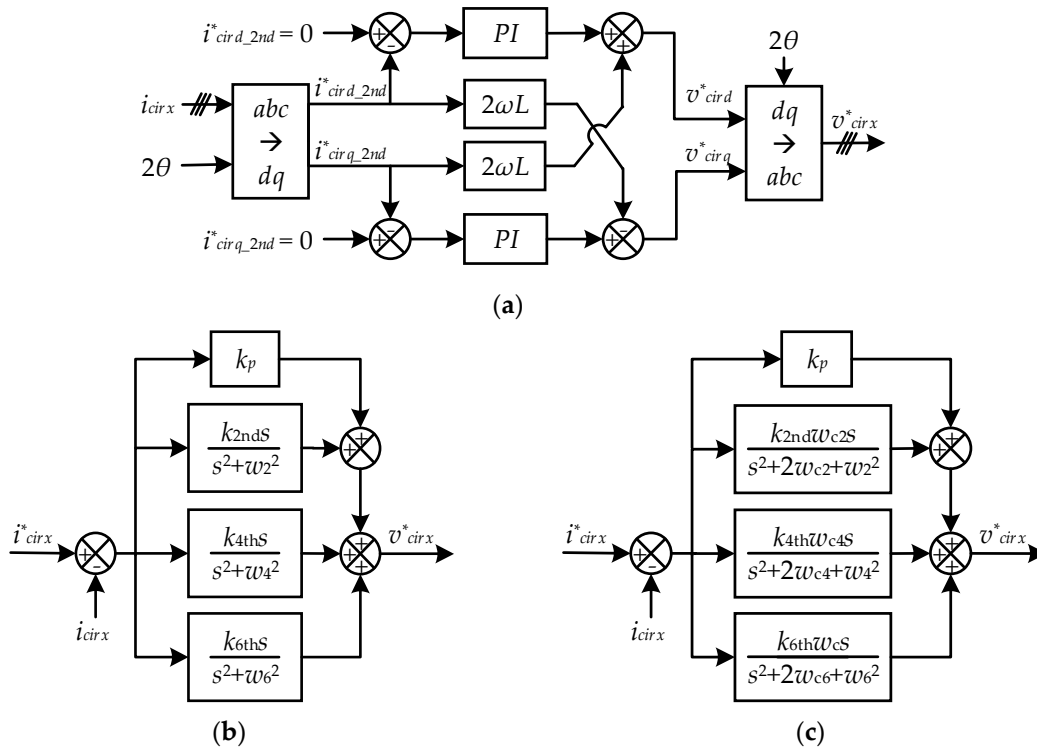 i*cird_2nd = 0
PI
2θ
i*cird_2nd
icirx
abc → dq
2ωL
v*cird
dq → abc
v*cirx
i*cirq_2nd
2ωL
v*cirq
2θ
i*cirq_2nd = 0
PI
(a)
kp
k2nds
s²+w2²
i*cirx
k4ths
s²+w4²
v*cirx
icirx
k6ths
s²+w6²
(b)
kp
k2ndwc2s
s²+2wc2+w2²
i*cirx
k4thwc4s
s²+2wc4+w4²
v*cirx
icirx
k6thwcs
s²+2wc6+w6²
(c)